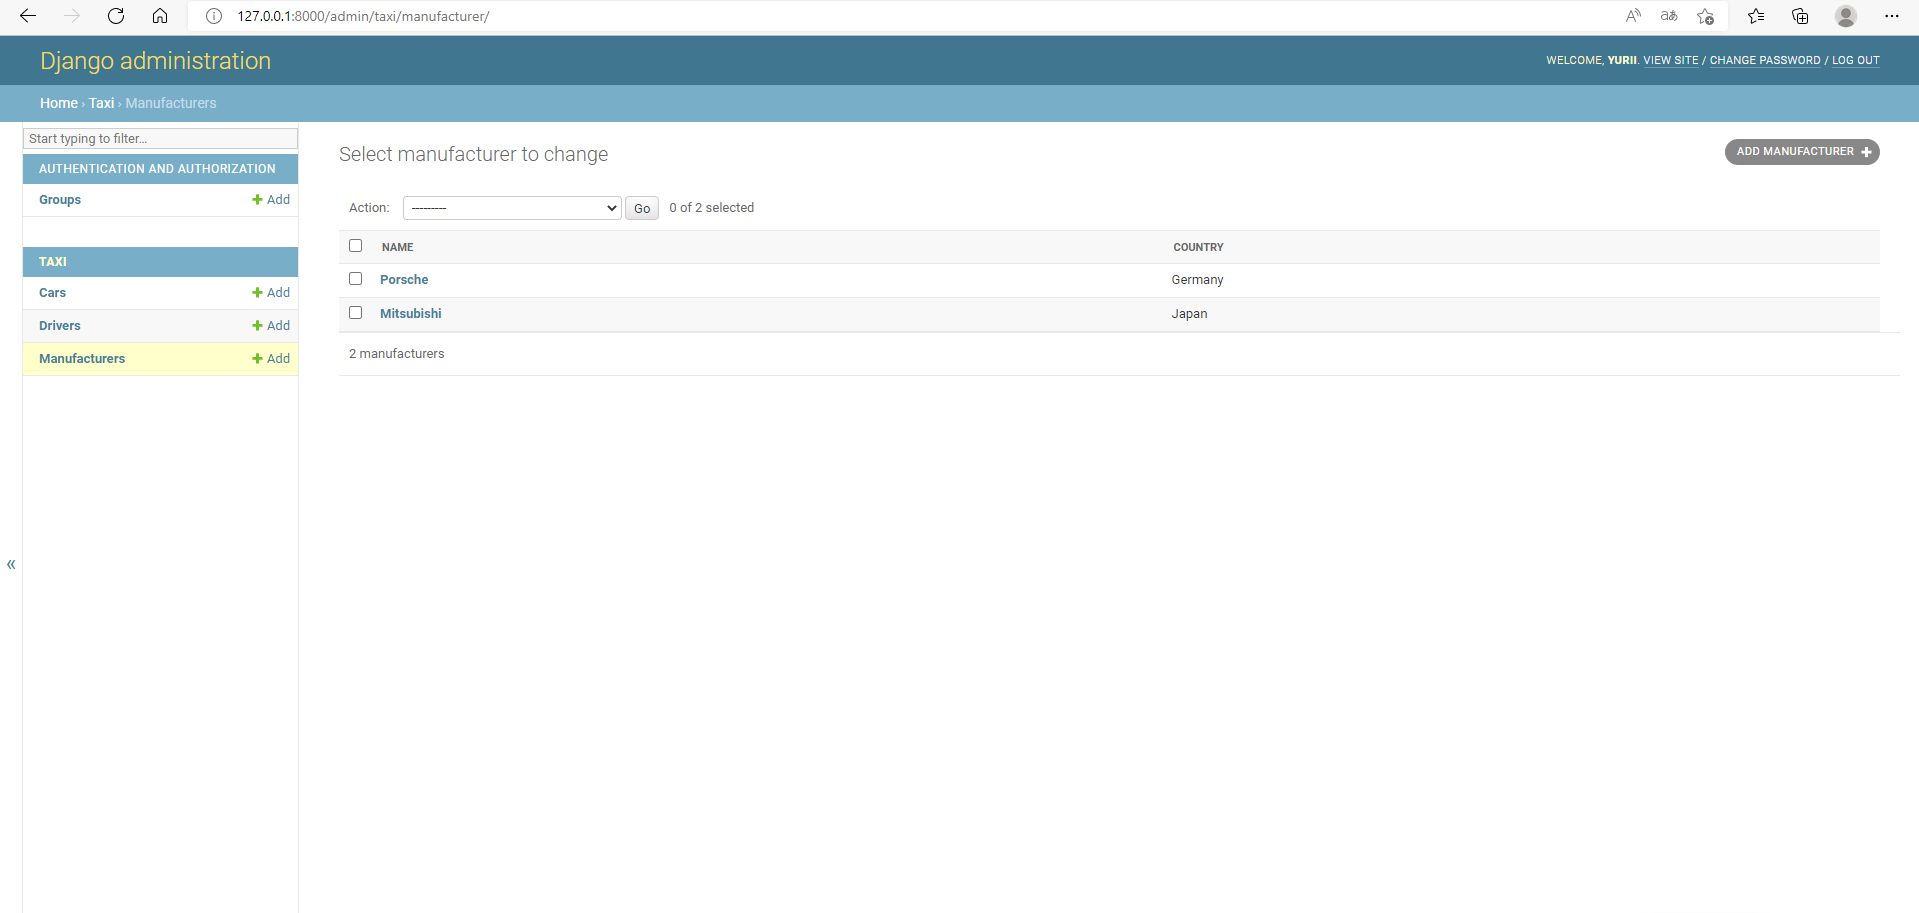 127.0.0.1:8000/admin/taxi/manufacturer/
Django administration
WELCOME, YURII. VIEW SITE / CHANGE PASSWORD / LOG OUT
Home › Taxi › Manufacturers
Start typing to filter...
AUTHENTICATION AND AUTHORIZATION
Groups + Add
TAXI
Cars + Add
Drivers + Add
Manufacturers + Add
«
Select manufacturer to change
ADD MANUFACTURER +
Action: --------- Go 0 of 2 selected
NAME COUNTRY
Porsche Germany
Mitsubishi Japan
2 manufacturers